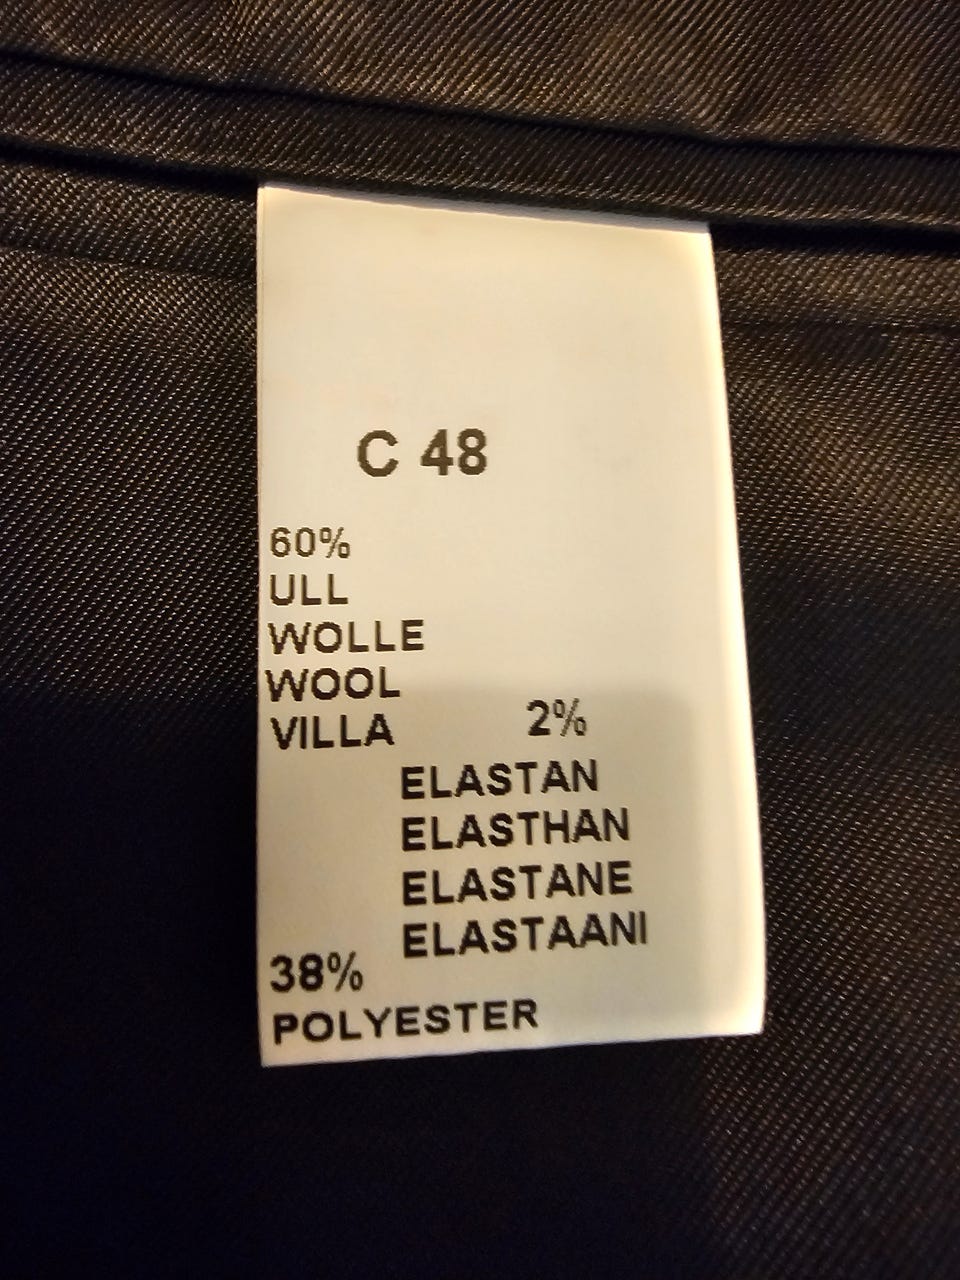 C 48
60%
ULL
WOLLE
WOOL
VILLA
2%
ELASTAN
ELASTHAN
ELASTANE
ELASTAANI
38%
POLYESTER